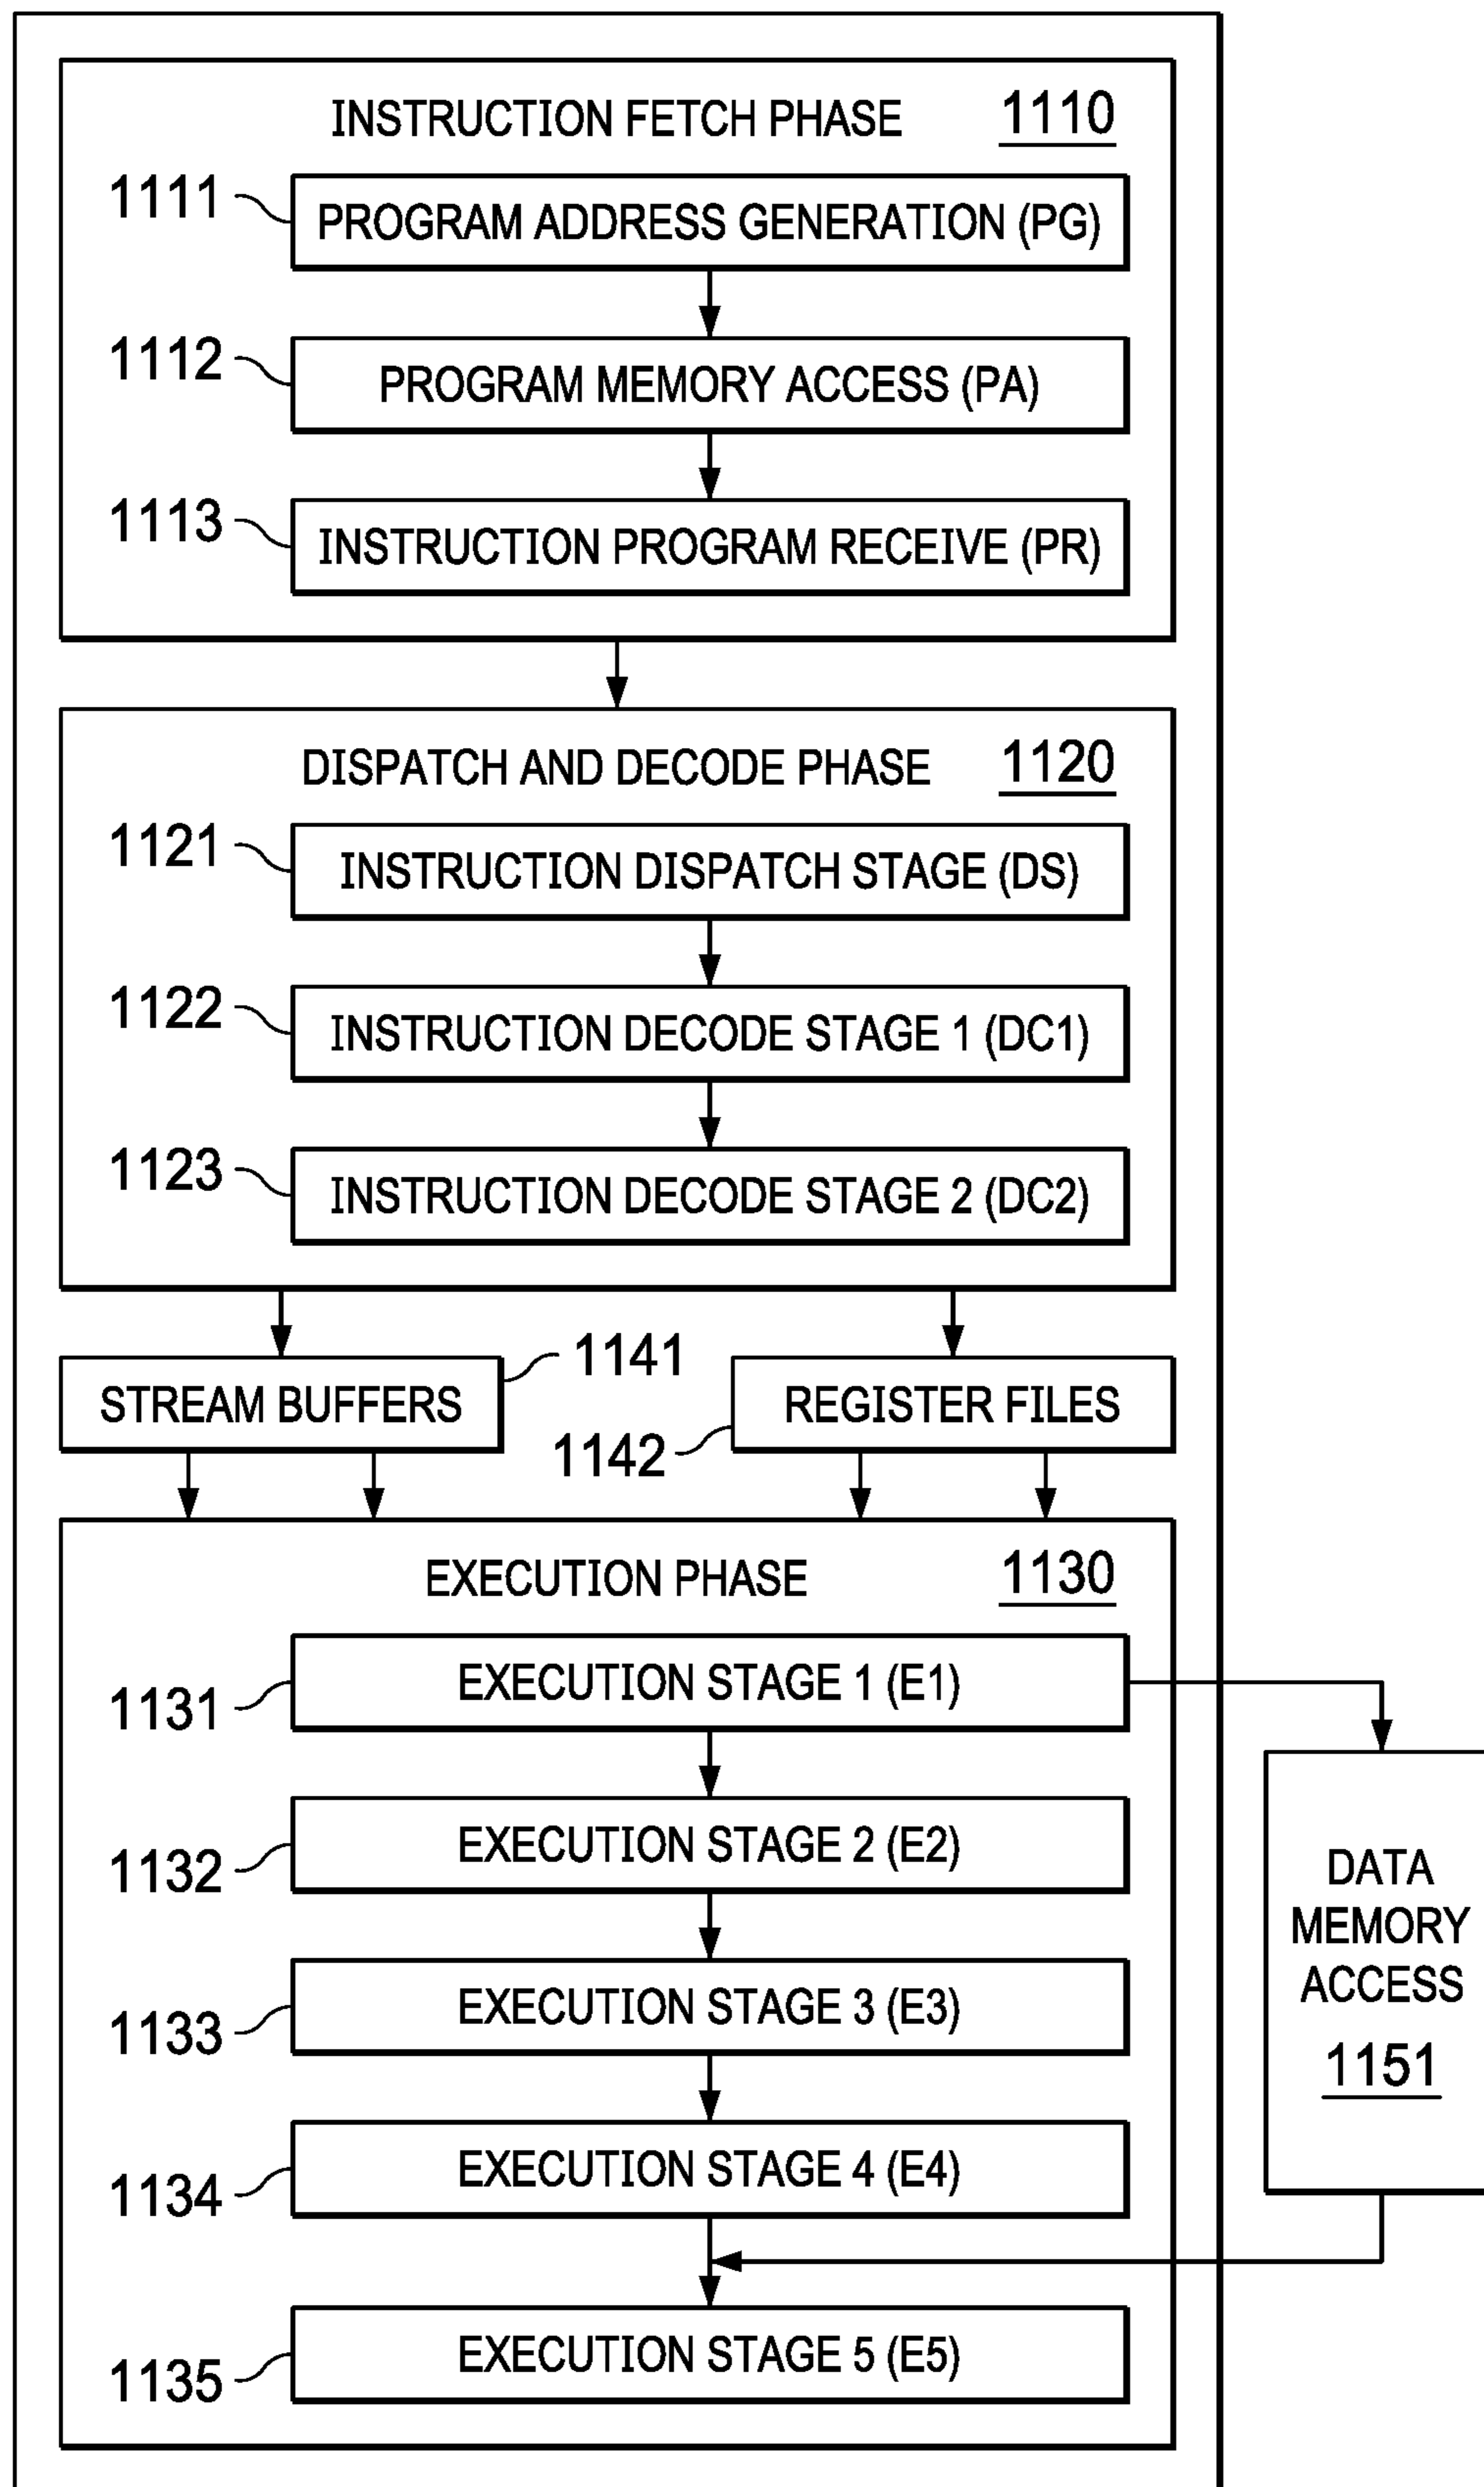 INSTRUCTION FETCH PHASE 1110
1111 PROGRAM ADDRESS GENERATION (PG)
1112 PROGRAM MEMORY ACCESS (PA)
1113 INSTRUCTION PROGRAM RECEIVE (PR)
DISPATCH AND DECODE PHASE 1120
1121 INSTRUCTION DISPATCH STAGE (DS)
1122 INSTRUCTION DECODE STAGE 1 (DC1)
1123 INSTRUCTION DECODE STAGE 2 (DC2)
STREAM BUFFERS
1141
REGISTER FILES
1142
EXECUTION PHASE 1130
1131 EXECUTION STAGE 1 (E1)
1132 EXECUTION STAGE 2 (E2)
1133 EXECUTION STAGE 3 (E3)
1134 EXECUTION STAGE 4 (E4)
1135 EXECUTION STAGE 5 (E5)
DATA
MEMORY
ACCESS
1151